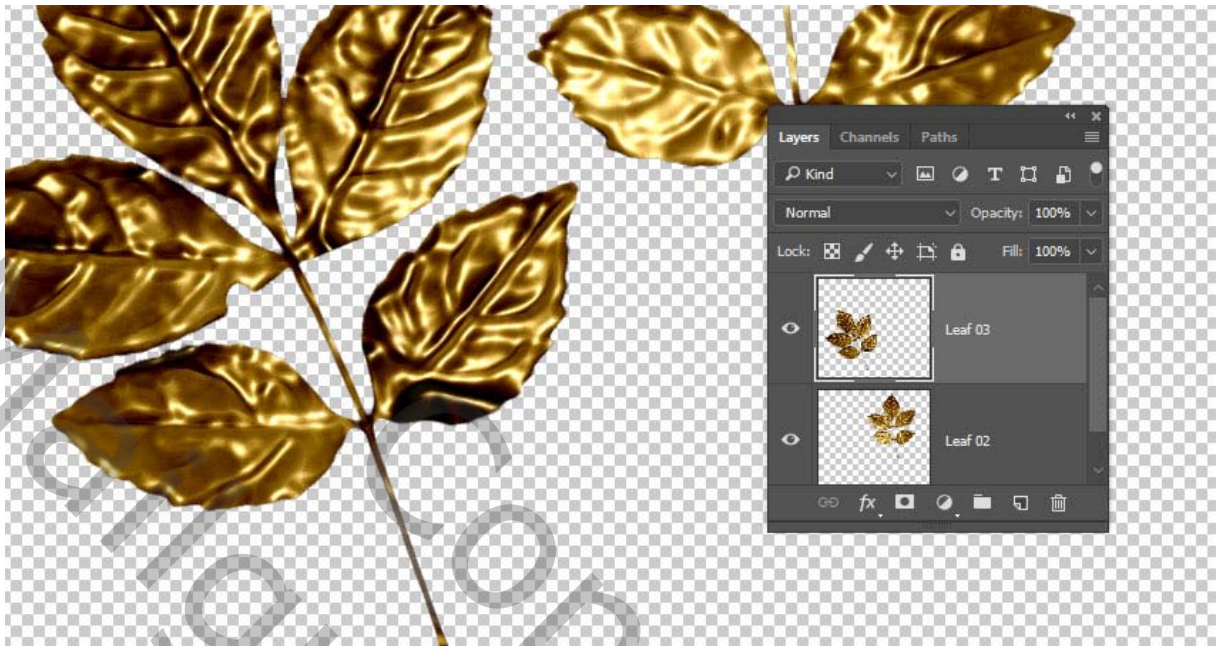 Layers Channels Paths
Kind
Normal Opacity: 100%
Lock: Fill: 100%
Leaf 03
Leaf 02
fx